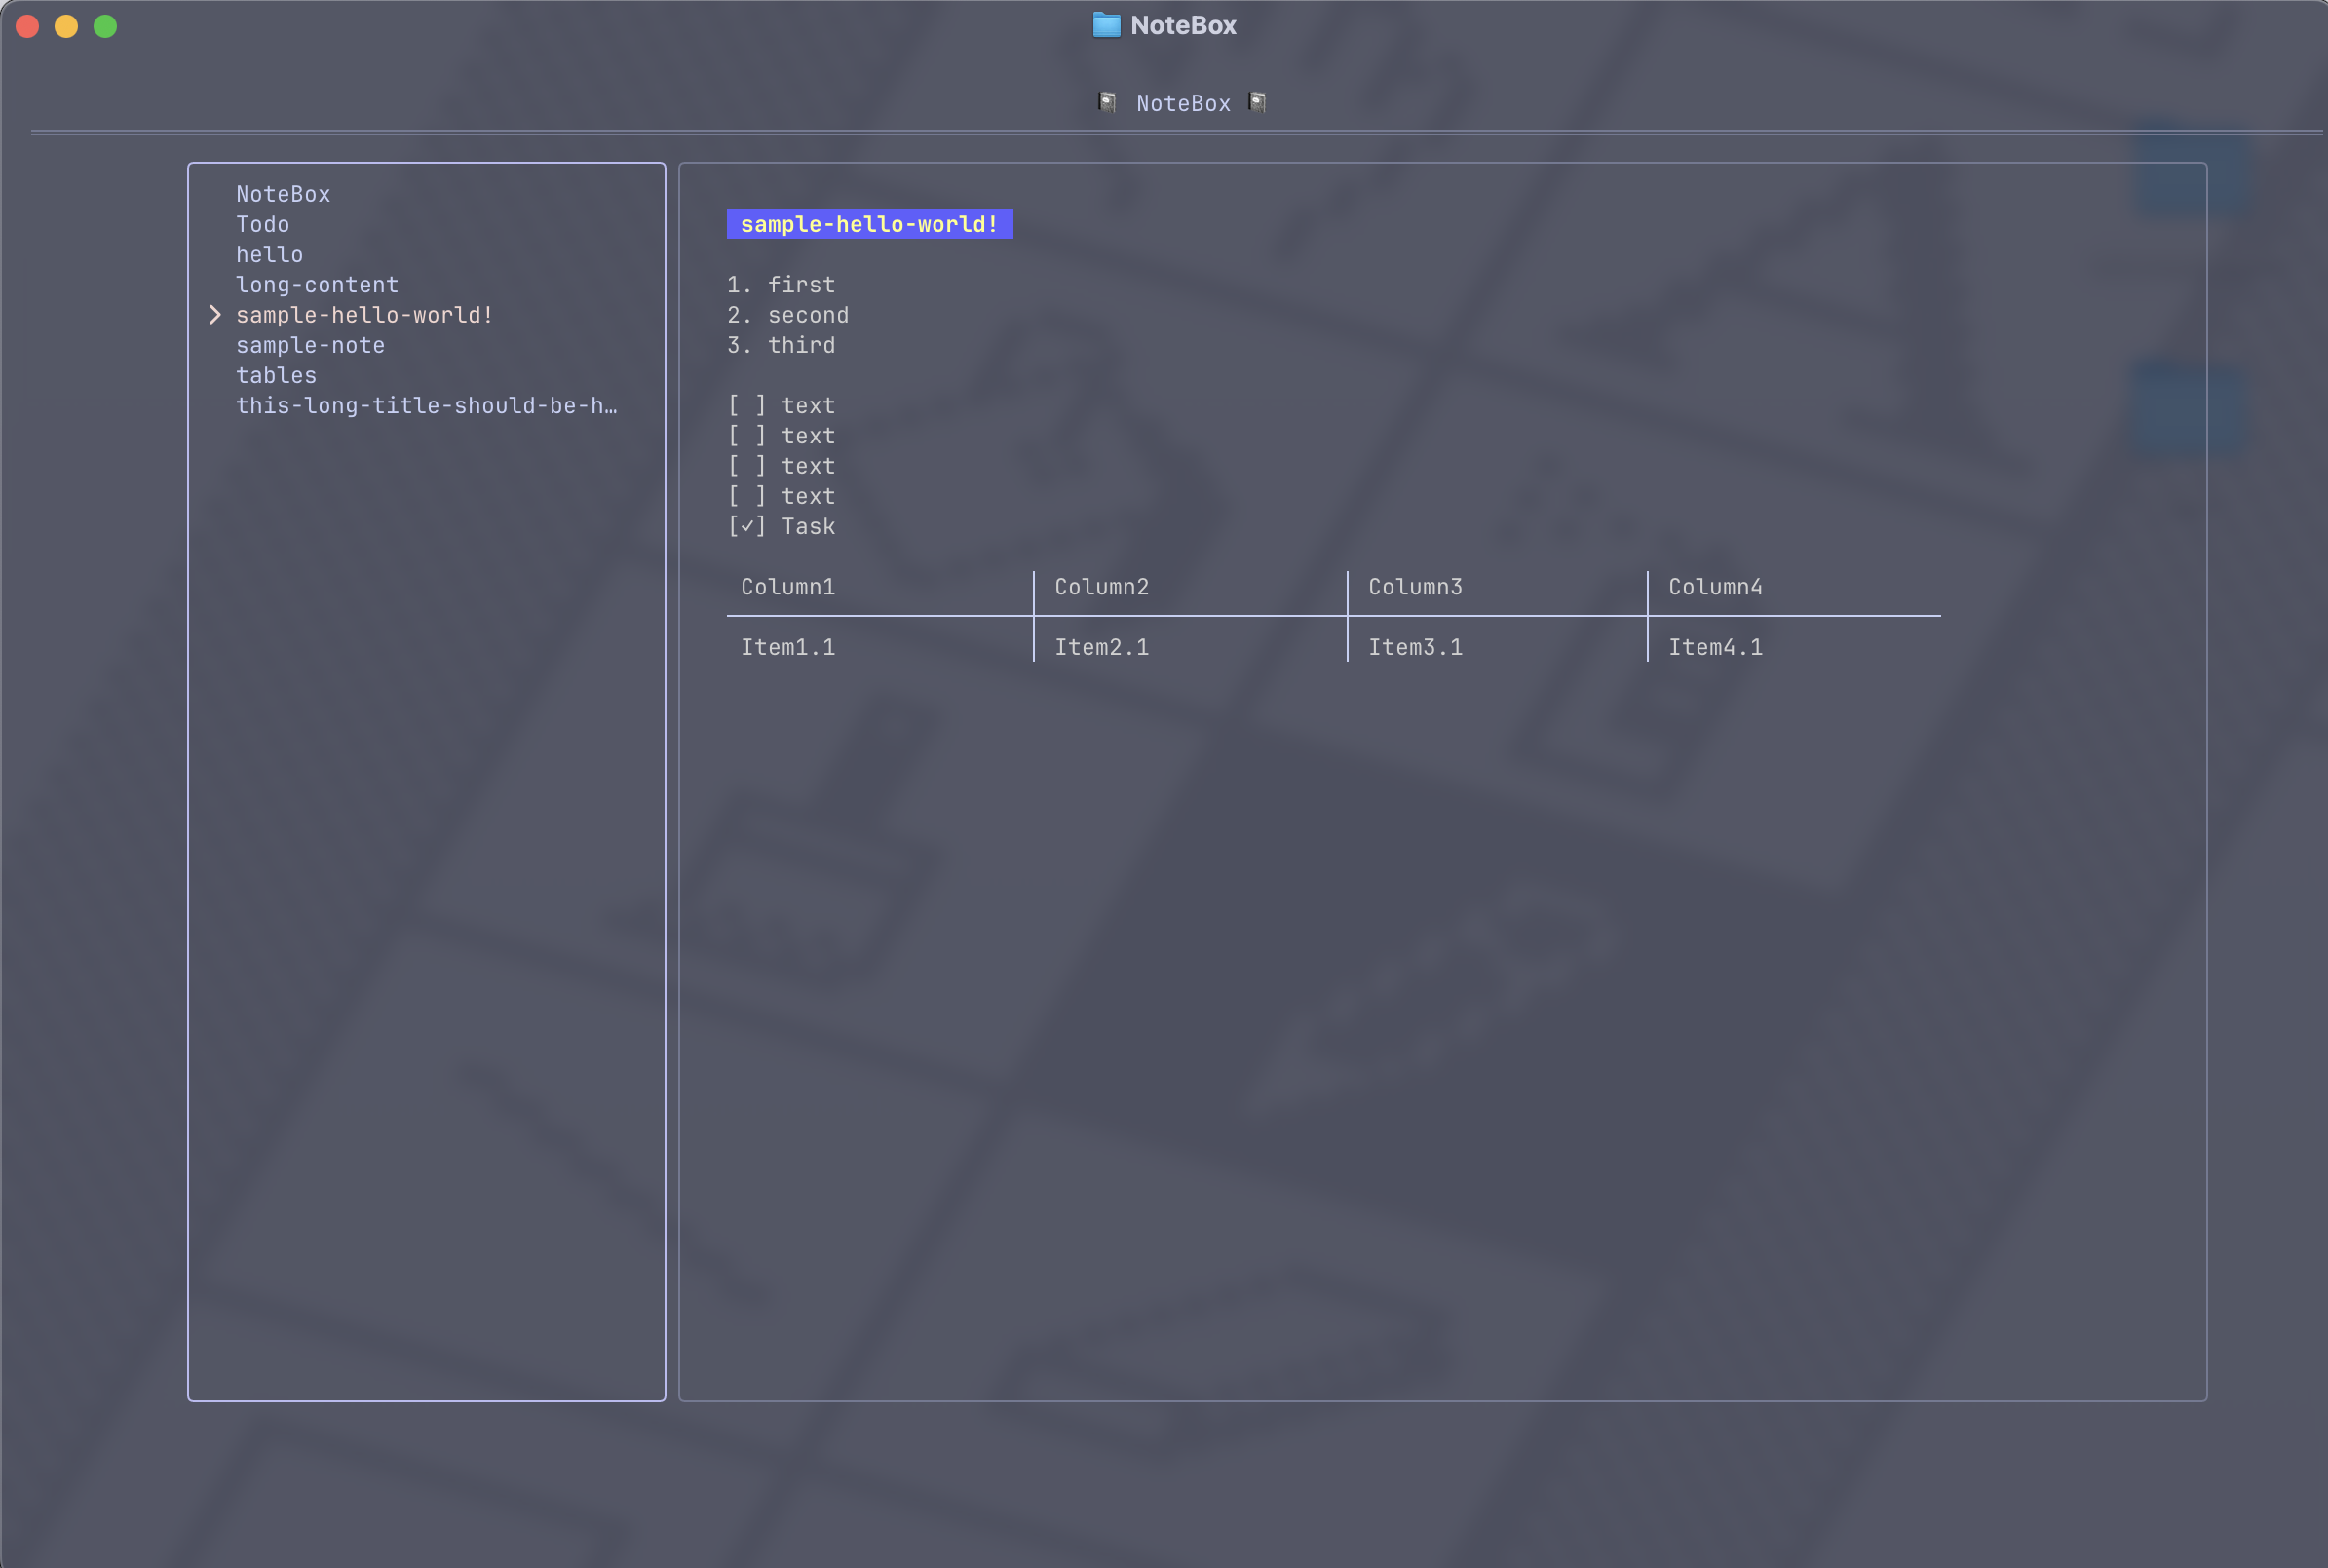 NoteBox
NoteBox
NoteBox
Todo
hello
long-content
> sample-hello-world!
sample-note
tables
this-long-title-should-be-h…
sample-hello-world!
1. first
2. second
3. third
[ ] text
[ ] text
[ ] text
[ ] text
[✓] Task
Column1 Column2 Column3 Column4
Item1.1 Item2.1 Item3.1 Item4.1